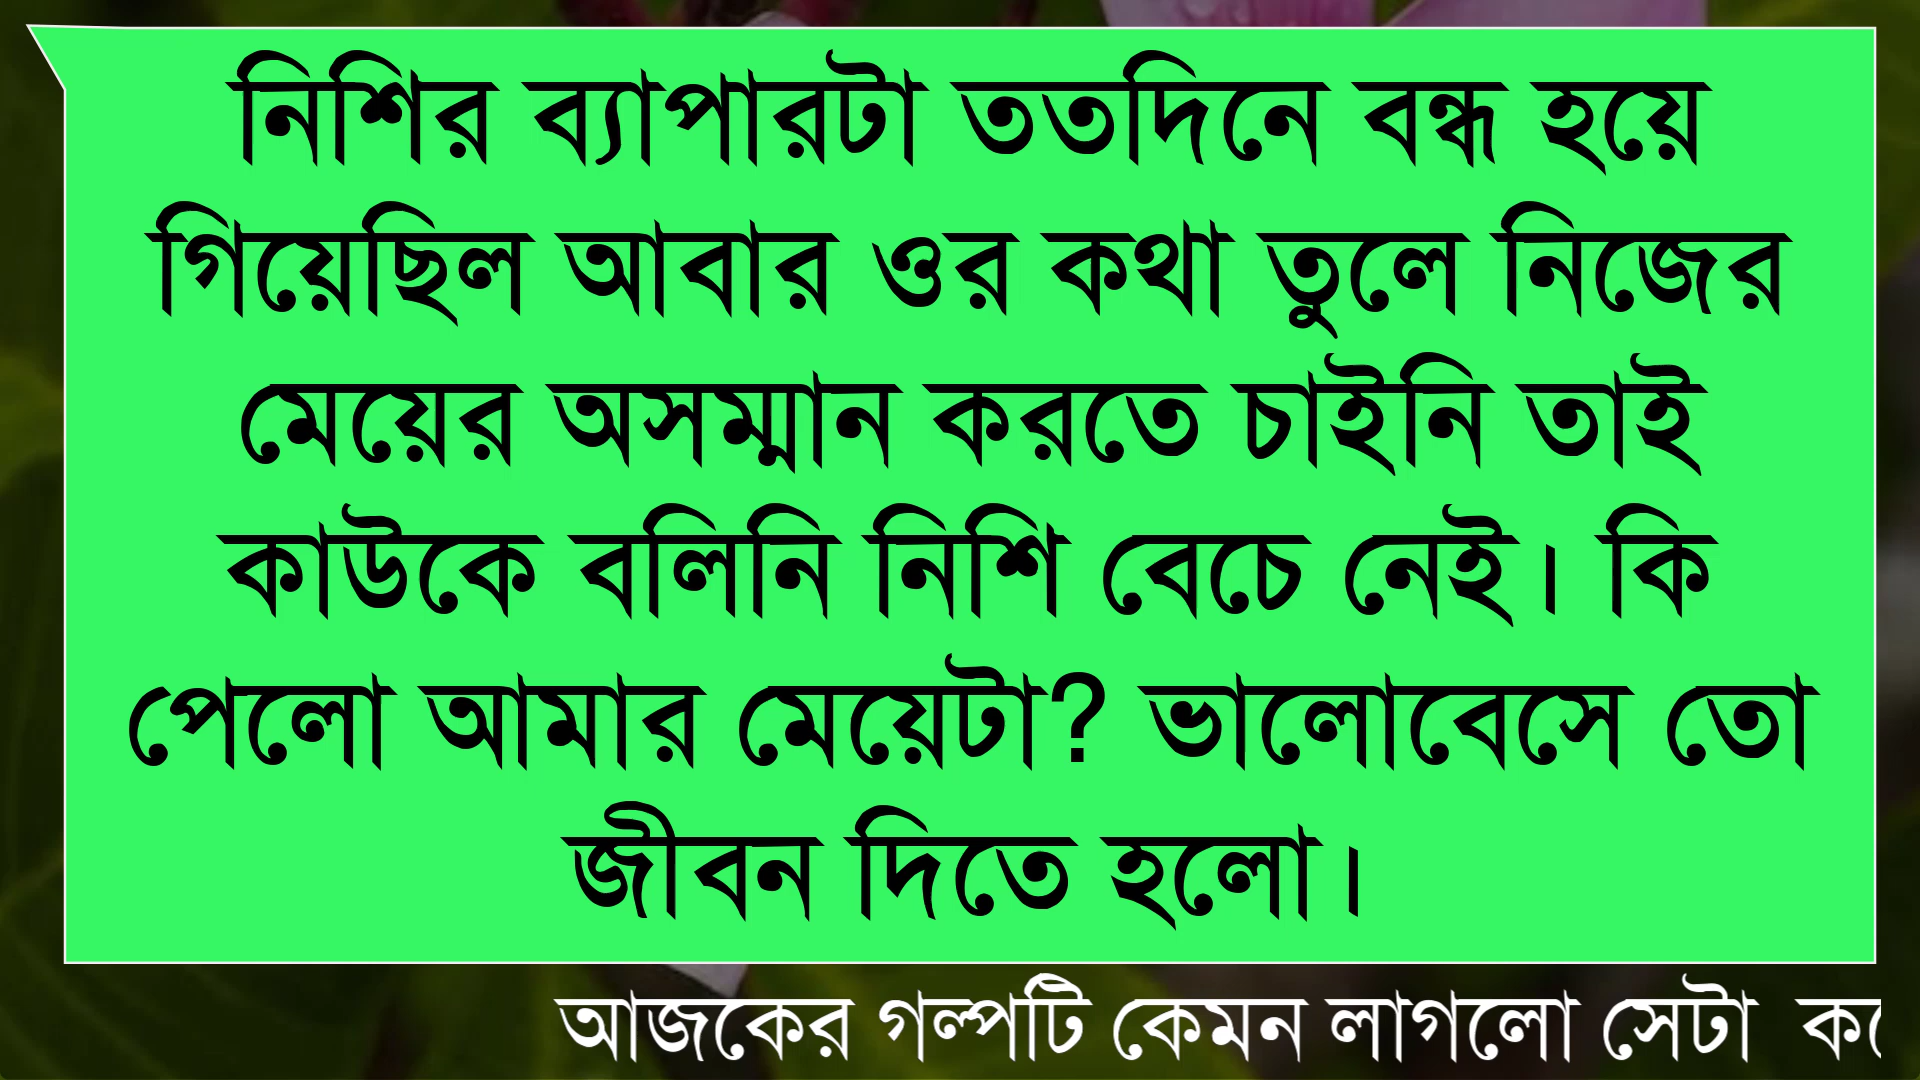 নিশির ব্যাপারটা ততদিনে বন্ধ হয়ে
গিয়েছিল আবার ওর কথা তুলে নিজের
মেয়ের অসম্মান করতে চাইনি তাই
কাউকে বলিনি নিশি বেচে নেই। কি
পেলো আমার মেয়েটা? ভালোবেসে তো
জীবন দিতে হলো।
আজকের গল্পটি কেমন লাগলো সেটা